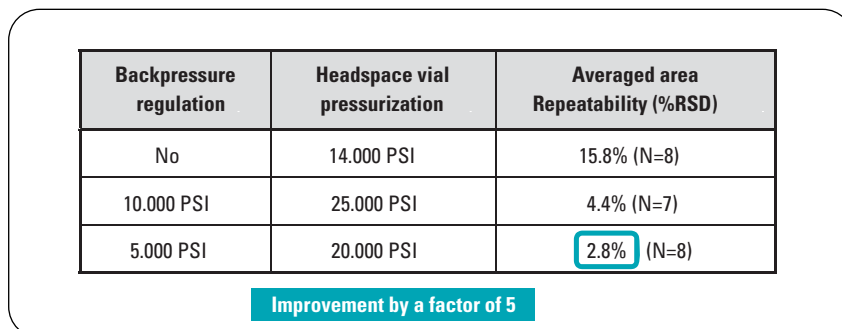 Backpressure regulation
Headspace vial pressurization
Averaged area Repeatability (%RSD)
No 14.000 PSI 15.8% (N=8)
10.000 PSI 25.000 PSI 4.4% (N=7)
5.000 PSI 20.000 PSI 2.8% (N=8)
Improvement by a factor of 5